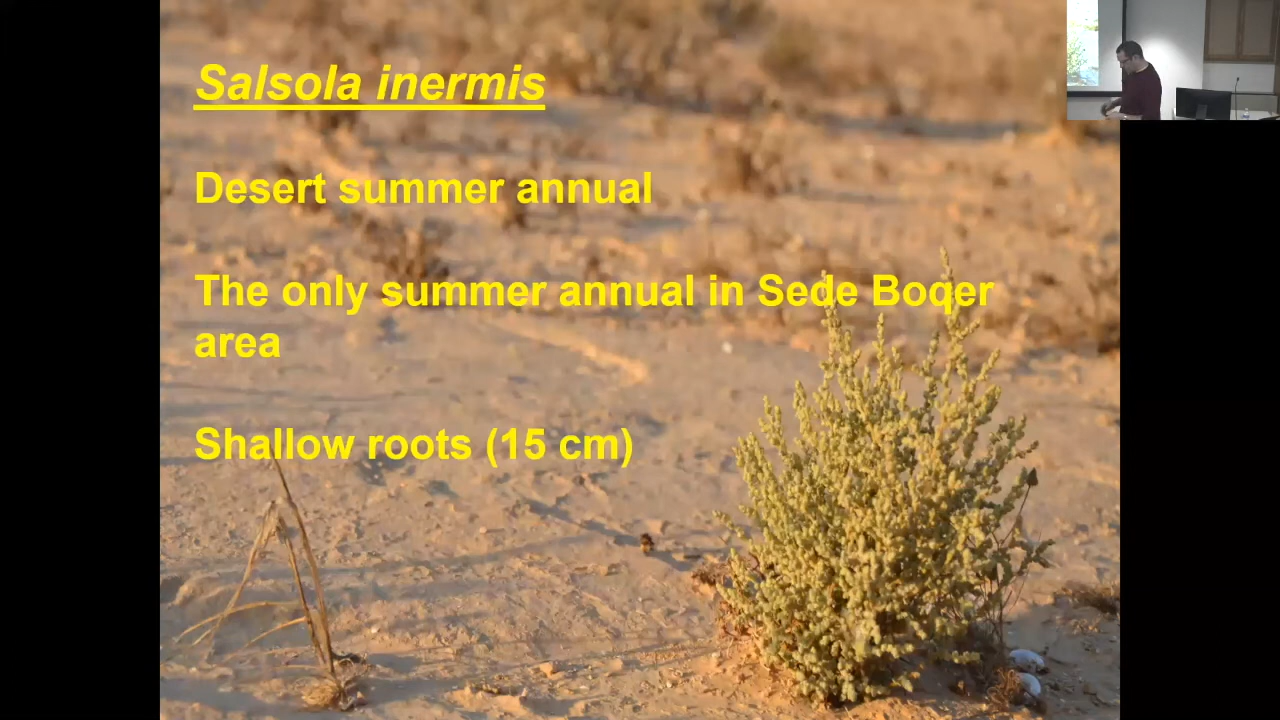 Salsola inermis
Desert summer annual
The only summer annual in Sede Boqer
area
Shallow roots (15 cm)